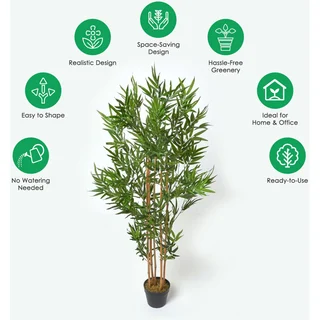 Space-Saving
Design
Realistic Design
Hassle-Free
Greenery
Easy to Shape
Ideal for
Home & Office
No Watering
Needed
Ready-to-Use